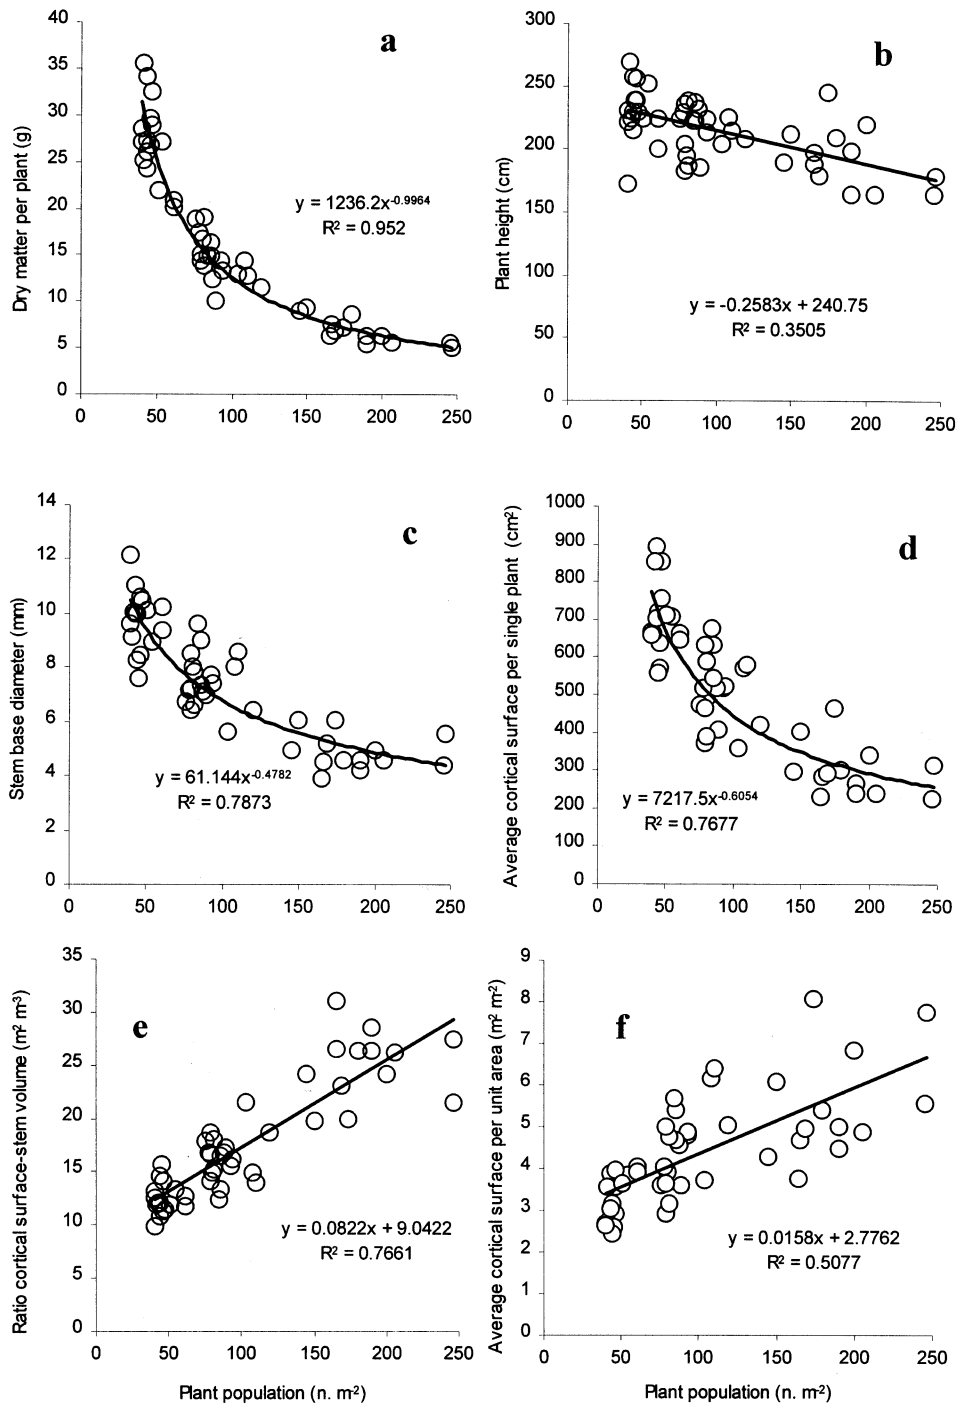 a
Dry matter per plant (g)
40
35
30
25
20
15
10
5
0
y = 1236.2x-0.9964
R² = 0.952
0 50 100 150 200 250
b
Plant height (cm)
300
250
200
150
100
50
0
y = -0.2583x + 240.75
R² = 0.3505
0 50 100 150 200 250
c
Stem base diameter (mm)
14
12
10
8
6
4
2
0
y = 61.144x-0.4782
R² = 0.7873
0 50 100 150 200 250
d
Average cortical surface per single plant (cm²)
1000
900
800
700
600
500
400
300
200
100
0
y = 7217.5x-0.6054
R² = 0.7677
0 50 100 150 200 250
e
Ratio cortical surface-stem volume (m² m-³)
35
30
25
20
15
10
5
0
y = 0.0822x + 9.0422
R² = 0.7661
0 50 100 150 200 250
Plant population (n. m-²)
f
Average cortical surface per unit area (m² m-²)
9
8
7
6
5
4
3
2
1
0
y = 0.0158x + 2.7762
R² = 0.5077
0 50 100 150 200 250
Plant population (n. m-²)